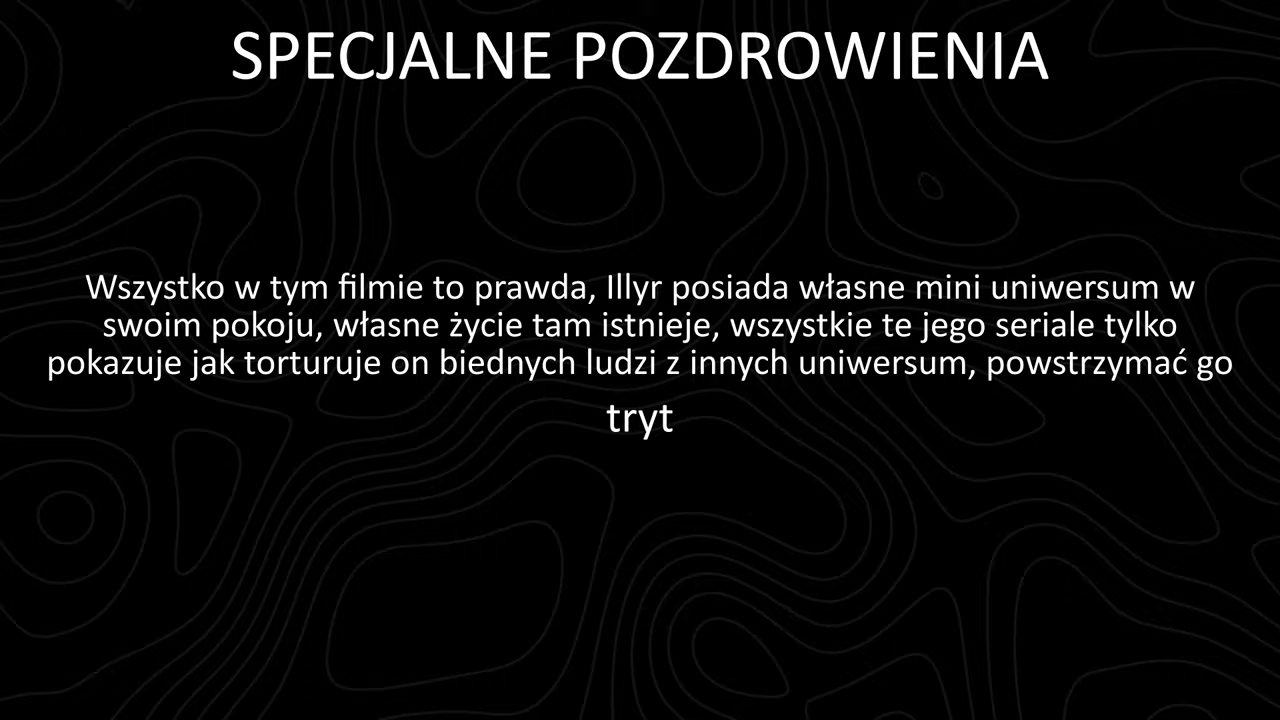 SPECJALNE POZDROWIENIA
Wszystko w tym filmie to prawda, Illyr posiada własne mini uniwersum w
swoim pokoju, własne życie tam istnieje, wszystkie te jego seriale tylko
pokazuje jak torturuje on biednych ludzi z innych uniwersum, powstrzymać go
tryt